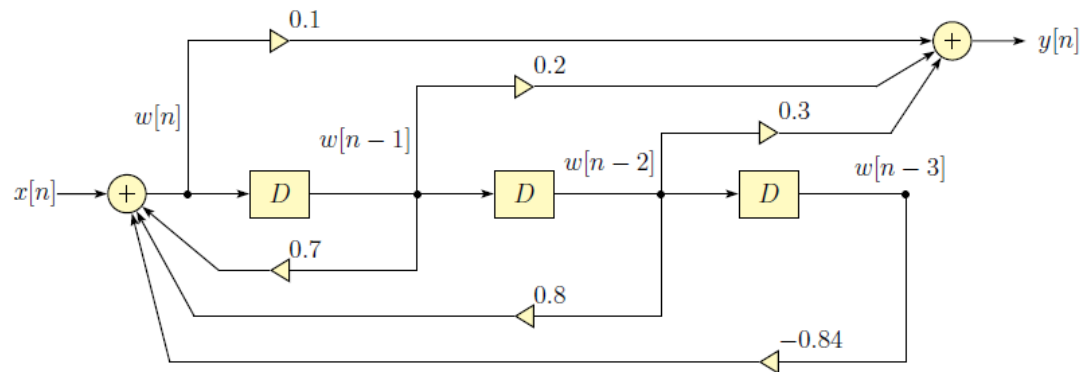 0.1
+
y[n]
0.2
w[n]
0.3
w[n − 1]
w[n − 2]
w[n − 3]
x[n]
+
D
D
D
0.7
0.8
−0.84